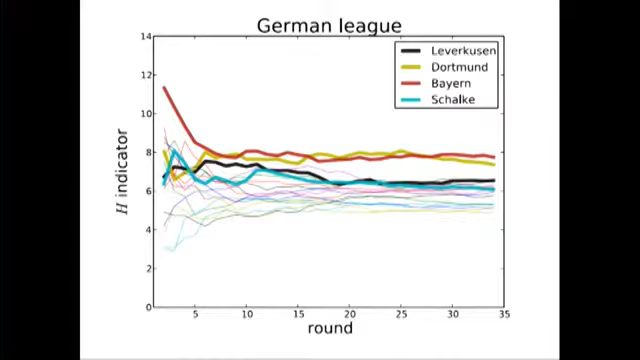 German league
14
12
10
8
6
4
2
0
H indicator
5 10 15 20 25 30 35
round
Leverkusen
Dortmund
Bayern
Schalke